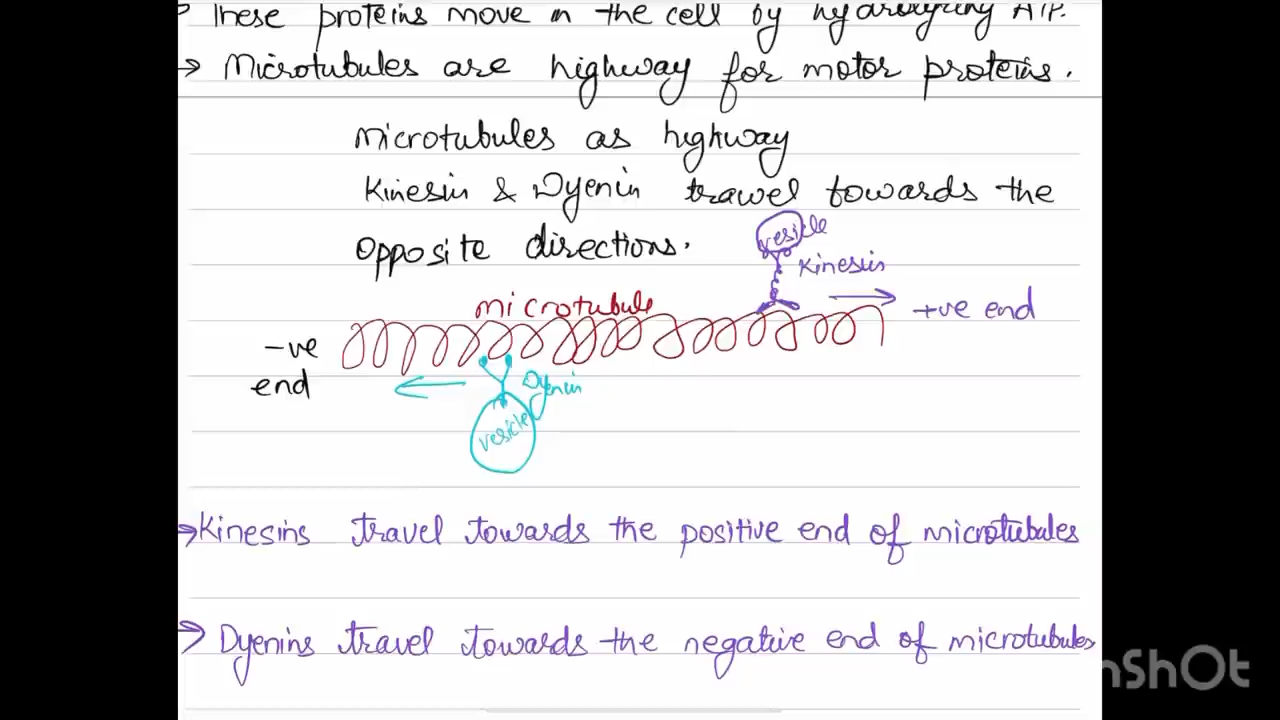 These proteins move in the cell by hydrolyging ATP.
→ Microtubules are highway for motor proteins.
Microtubules as highway
Kinesin & Dyenin travel towards the
opposite directions.
vesicle
Kinesin
microtubule
+ve end
-ve
end
Dyenin
vesicle
→ Kinesins travel towards the positive end of microtubules
→ Dyenins travel towards the negative end of microtubules
nShOt